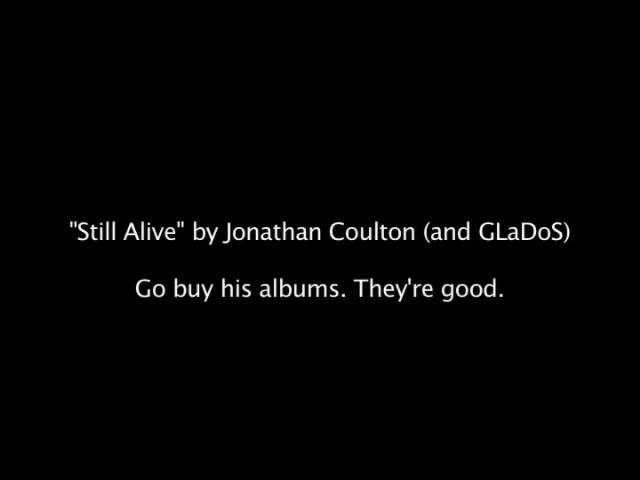 "Still Alive" by Jonathan Coulton (and GLaDoS)
Go buy his albums. They're good.